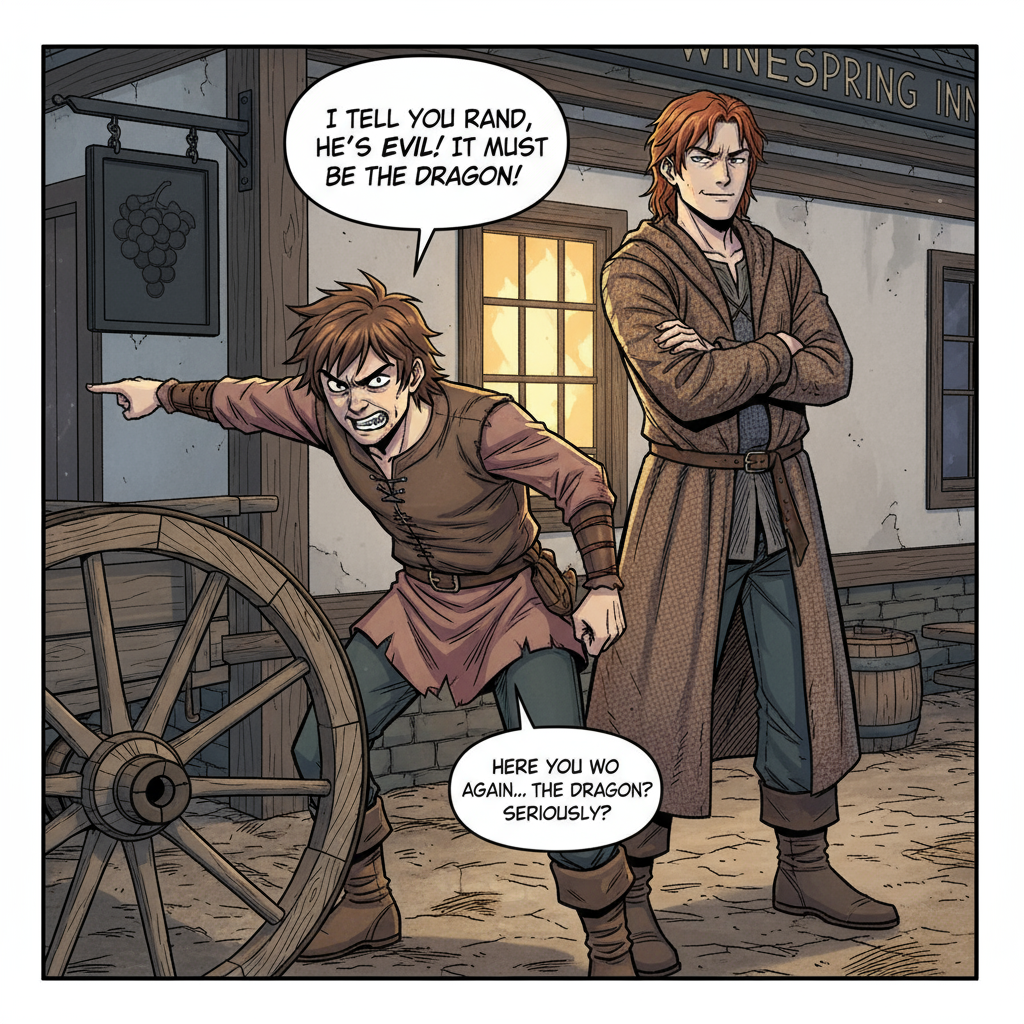 WINESPRING INN
I TELL YOU RAND,
HE'S EVIL! IT MUST
BE THE DRAGON!
HERE YOU WO
AGAIN... THE DRAGON?
SERIOUSLY?